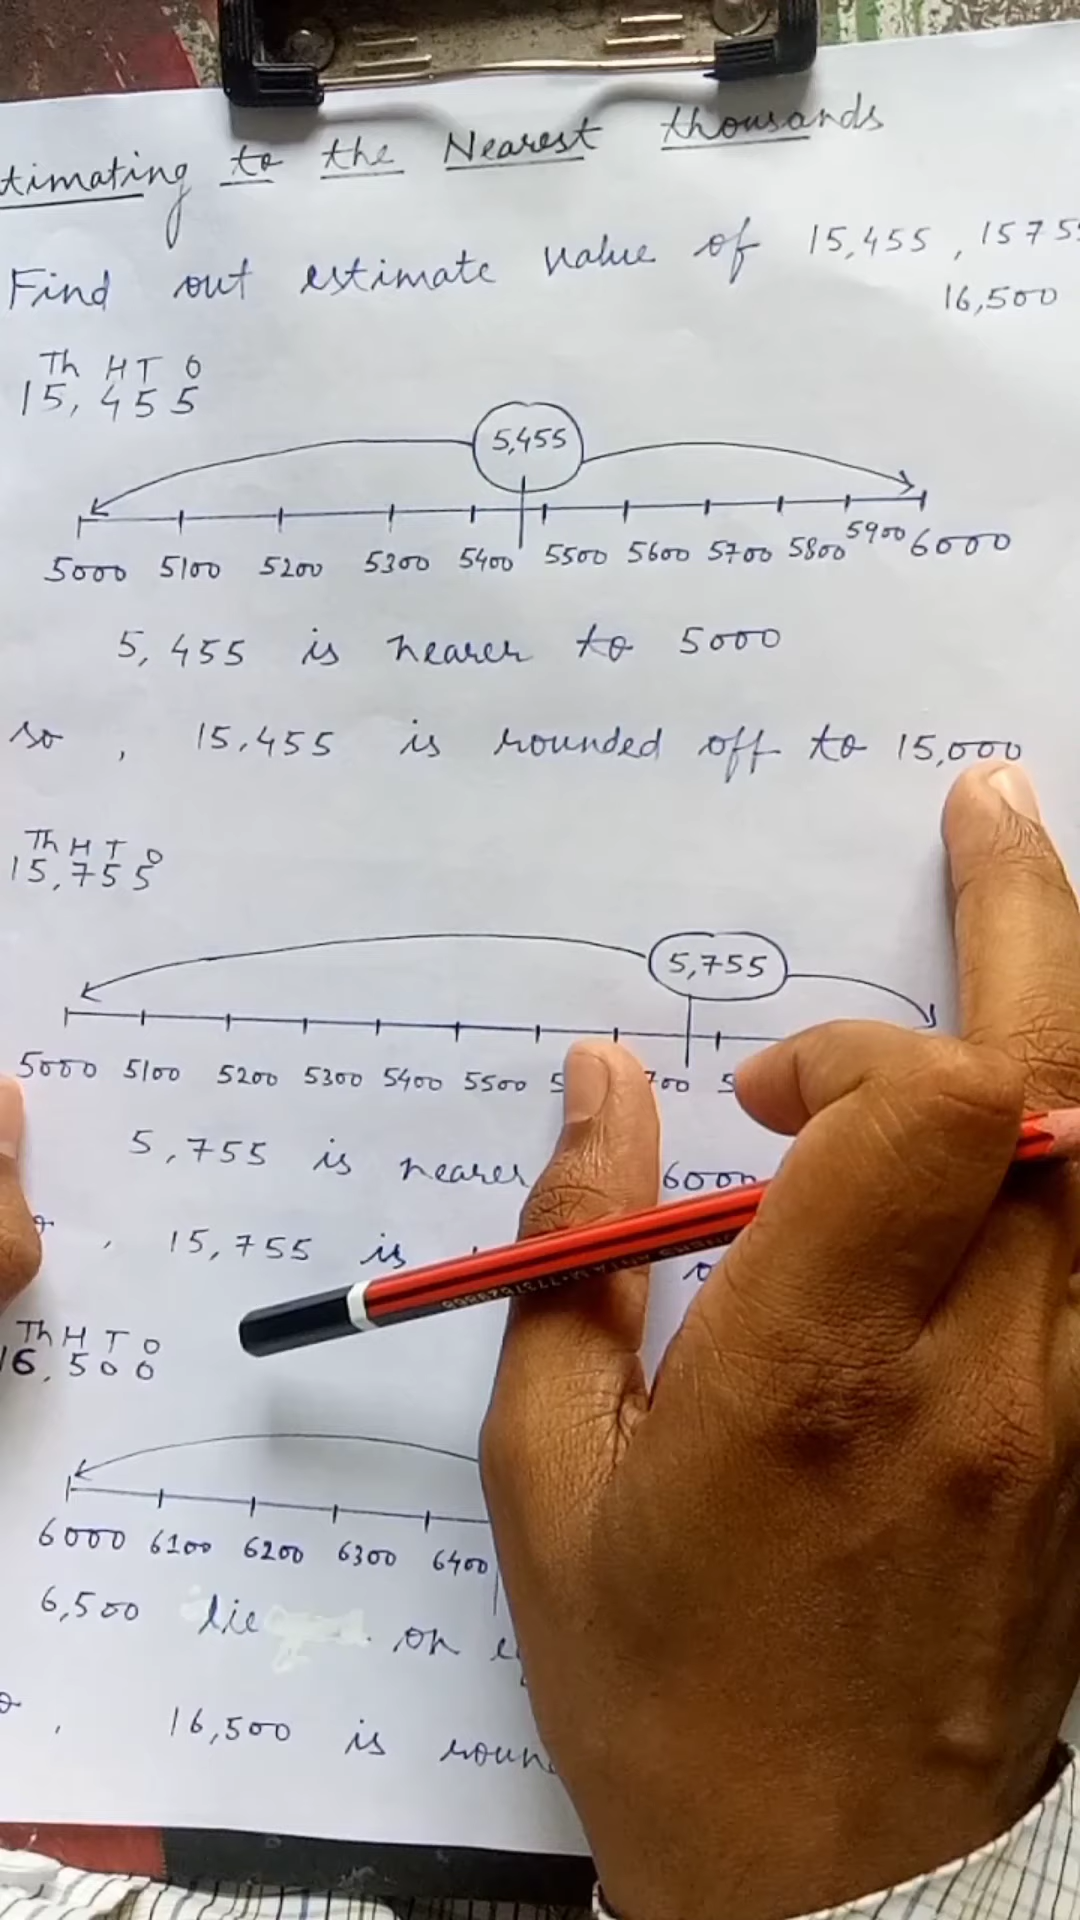 timating to the Nearest thousands
Find out estimate value of 15,455 , 1575
16,500
Th H T O
15, 455
5,455
5000 5100 5200 5300 5400 5500 5600 5700 5800 5900 6000
5,455 is nearer to 5000
so , 15,455 is rounded off to 15,000
Th H T O
15,755
5,755
5000 5100 5200 5300 5400 5500 5 700 5
5,755 is nearer 6000
, 15,755 is
Th H T O
16,500
6000 6100 6200 6300 6400
6,500 lie on e
, 16,500 is roun